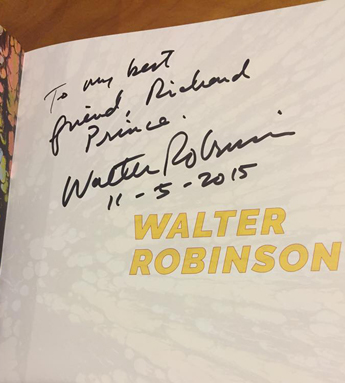 To my best
friend, Richard
Prince.
Walter Robinson
11-5-2015
WALTER
ROBINSON